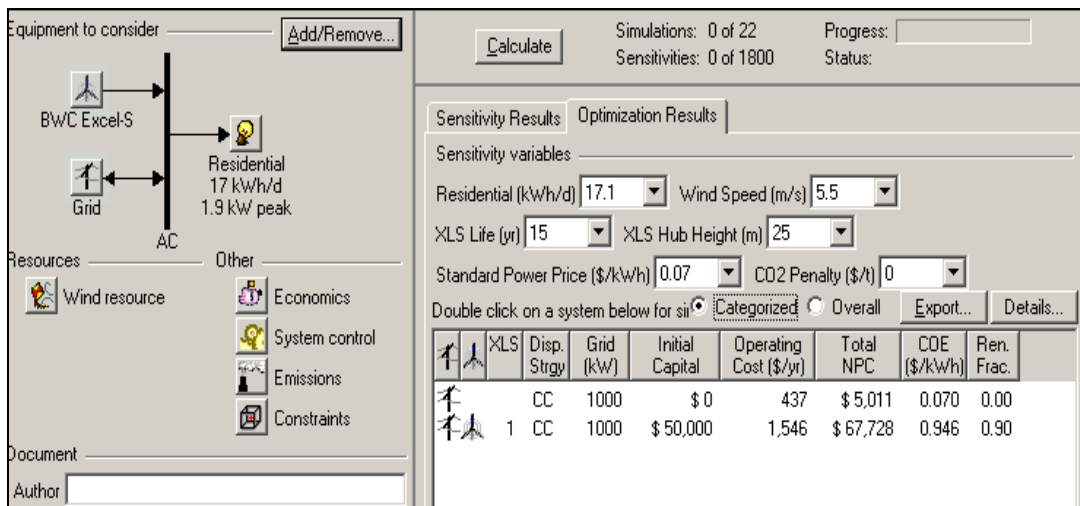 Equipment to consider
Add/Remove...
BWC Excel-S
Grid
Residential
17 kWh/d
1.9 kW peak
AC
Resources
Other
Wind resource
Economics
System control
Emissions
Constraints
Document
Author
Calculate
Simulations: 0 of 22
Progress:
Sensitivities: 0 of 1800
Status:
Sensitivity Results
Optimization Results
Sensitivity variables
Residential (kWh/d) 17.1 Wind Speed (m/s) 5.5
XLS Life (yr) 15 XLS Hub Height (m) 25
Standard Power Price ($/kWh) 0.07 CO2 Penalty ($/t) 0
Double click on a system below for si Categorized Overall Export... Details...
XLS Disp. Strgy Grid (kW) Initial Capital Operating Cost ($/yr) Total NPC COE ($/kWh) Ren. Frac.
CC 1000 $ 0 437 $ 5,011 0.070 0.00
1 CC 1000 $ 50,000 1,546 $ 67,728 0.946 0.90